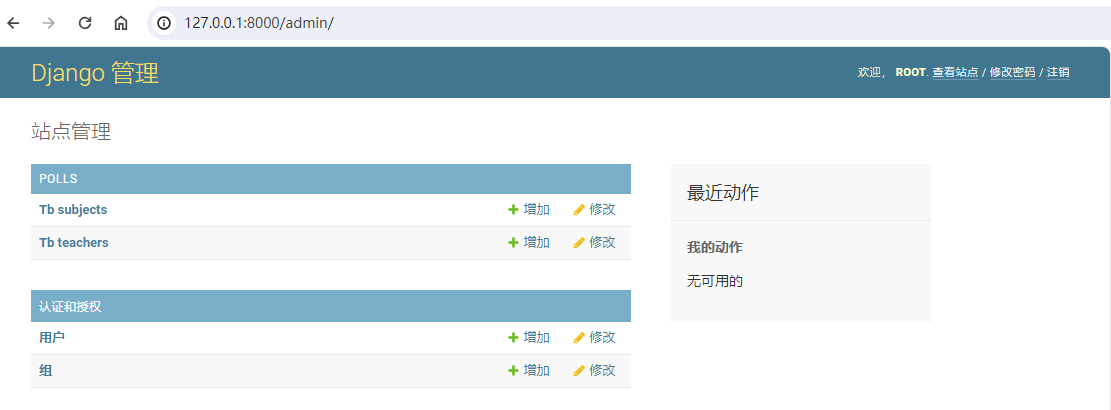 127.0.0.1:8000/admin/
Django 管理
欢迎， ROOT. 查看站点 / 修改密码 / 注销
站点管理
POLLS
Tb subjects 增加 修改
Tb teachers 增加 修改
认证和授权
用户 增加 修改
组 增加 修改
最近动作
我的动作
无可用的